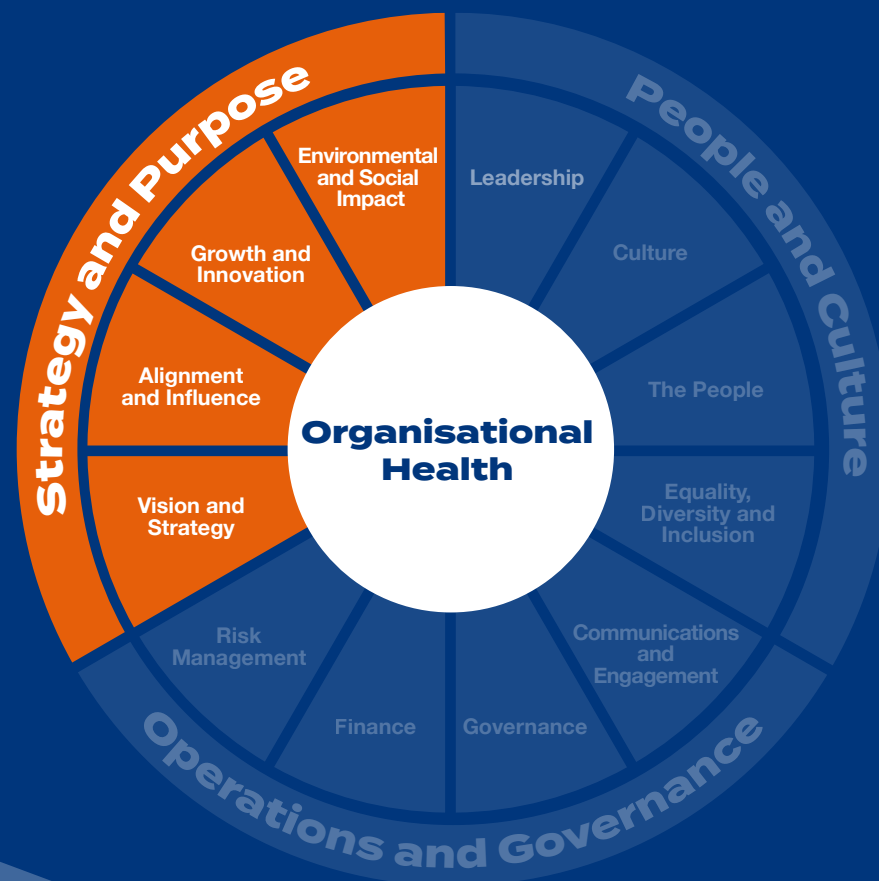 Strategy and Purpose
People and Culture
Operations and Governance
Organisational
Health
Environmental
and Social
Impact
Growth and
Innovation
Alignment
and Influence
Vision and
Strategy
Leadership
Culture
The People
Equality,
Diversity and
Inclusion
Communications
and
Engagement
Governance
Finance
Risk
Management